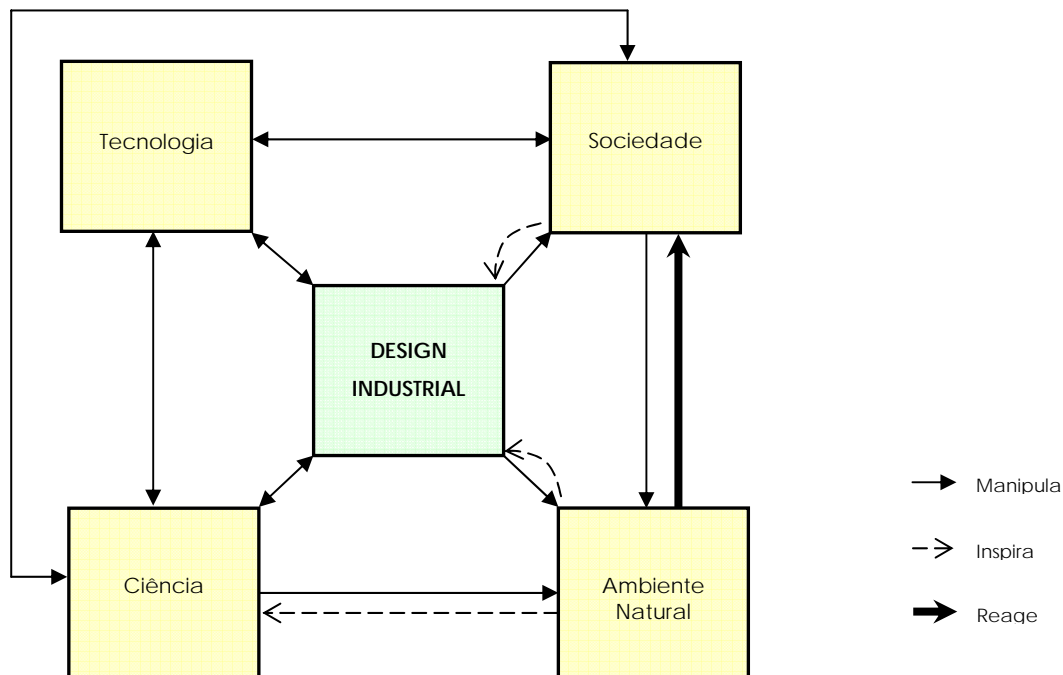 Tecnologia
Sociedade
DESIGN
INDUSTRIAL
Ciência
Ambiente
Natural
Manipula
Inspira
Reage